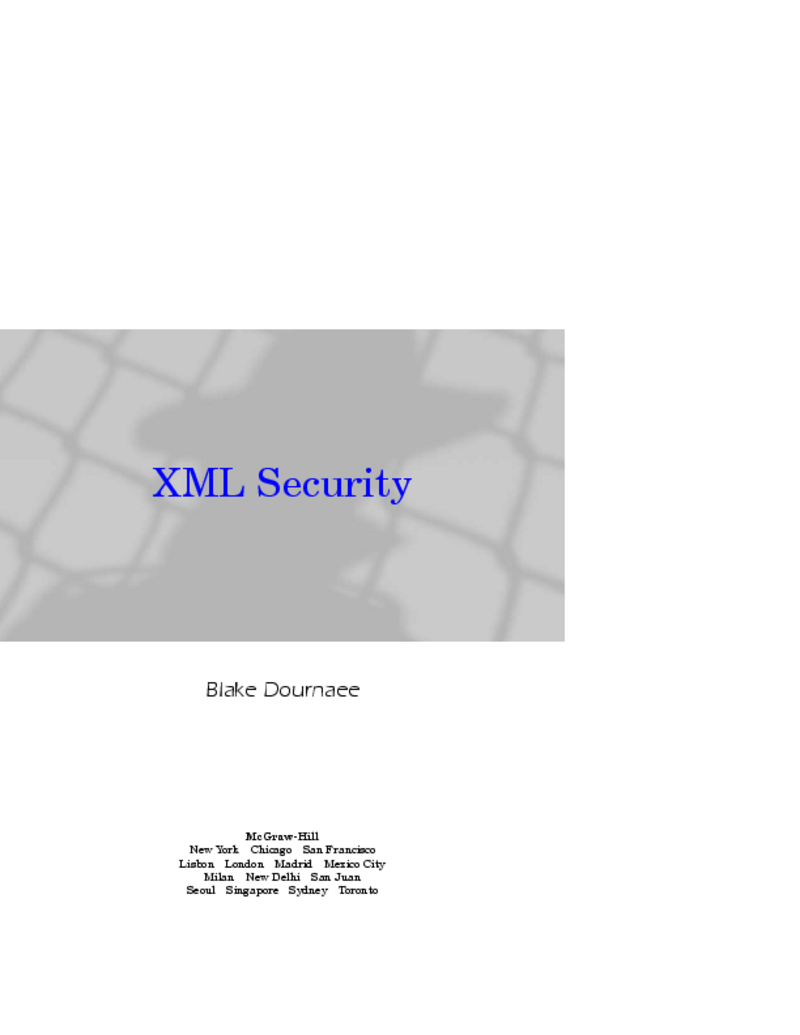 XML Security
Blake Dournaee
McGraw-Hill
New York Chicago San Francisco
Lisbon London Madrid Mexico City
Milan New Delhi San Juan
Seoul Singapore Sydney Toronto